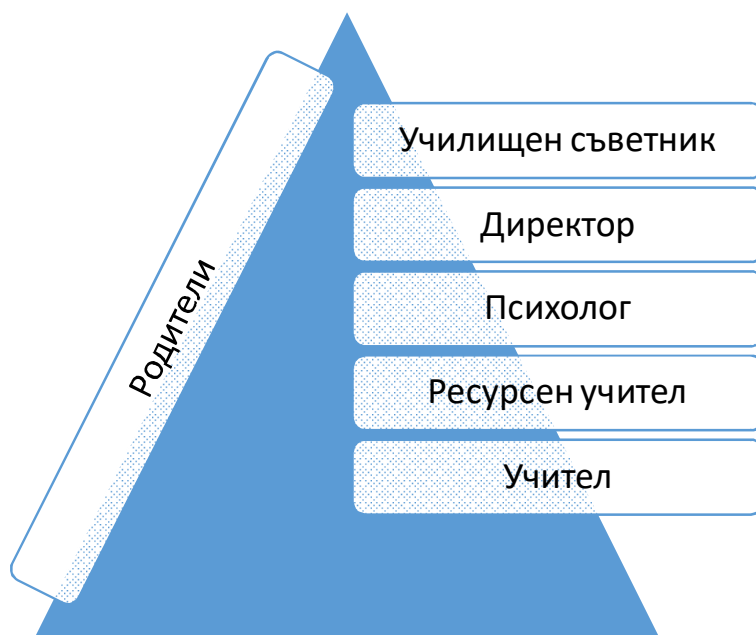 Родители
Училищен съветник
Директор
Психолог
Ресурсен учител
Учител